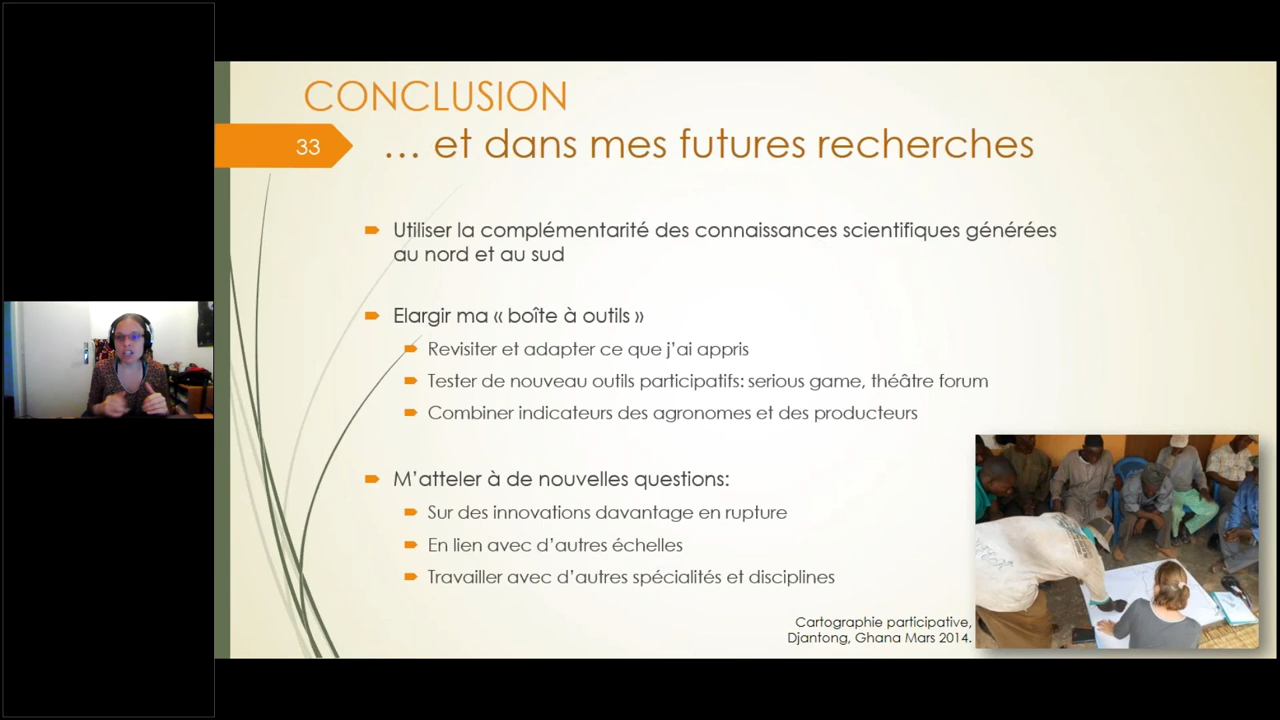 CONCLUSION
33
… et dans mes futures recherches
Utiliser la complémentarité des connaissances scientifiques générées
au nord et au sud
Elargir ma « boîte à outils »
Revisiter et adapter ce que j’ai appris
Tester de nouveau outils participatifs: serious game, théâtre forum
Combiner indicateurs des agronomes et des producteurs
M’atteler à de nouvelles questions:
Sur des innovations davantage en rupture
En lien avec d’autres échelles
Travailler avec d’autres spécialités et disciplines
Cartographie participative,
Djantong, Ghana Mars 2014.